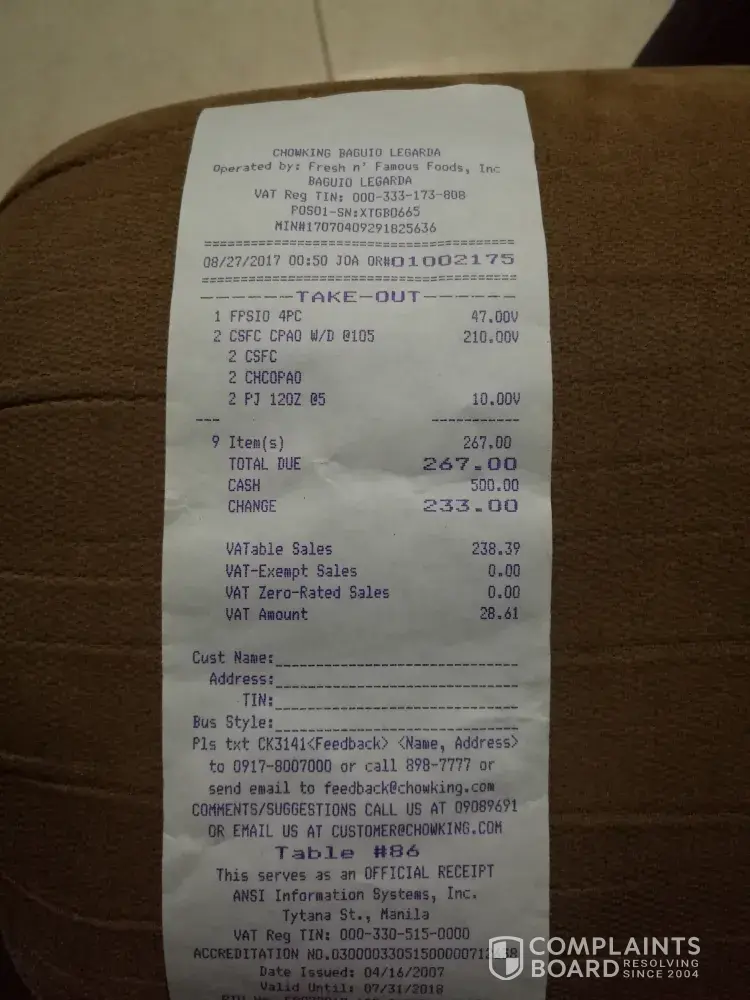 CHOWKING BAGUIO LEGARDA
Operated by: Fresh n' Famous Foods, Inc
BAGUIO LEGARDA
VAT Reg TIN: 000-333-173-808
POS01-SN:XTGB0665
MIN#17070409291825636
========================================
08/27/2017 00:50 JOA OR#01002175
========================================
------TAKE-OUT------
1 FPSIO 4PC 47.00V
2 CSFC CPAO W/D @105 210.00V
2 CSFC
2 CHCOPAO
2 PJ 12OZ @5 10.00V
--- -----------
9 Item(s) 267.00
TOTAL DUE 267.00
CASH 500.00
CHANGE 233.00
VATable Sales 238.39
VAT-Exempt Sales 0.00
VAT Zero-Rated Sales 0.00
VAT Amount 28.61
Cust Name:____________________________
Address:____________________________
TIN:____________________________
Bus Style:____________________________
Pls txt CK3141<Feedback> <Name, Address>
to 0917-8007000 or call 898-7777 or
send email to feedback@chowking.com
COMMENTS/SUGGESTIONS CALL US AT 09089691
OR EMAIL US AT CUSTOMER@CHOWKING.COM
Table #86
This serves as an OFFICIAL RECEIPT
ANSI Information Systems, Inc.
Tytana St., Manila
VAT Reg TIN: 000-330-515-0000
ACCREDITATION NO.
Date Issued: 04/16/2007
Valid Until: 07/31/2018
COMPLAINTS
BOARD RESOLVING SINCE 2004